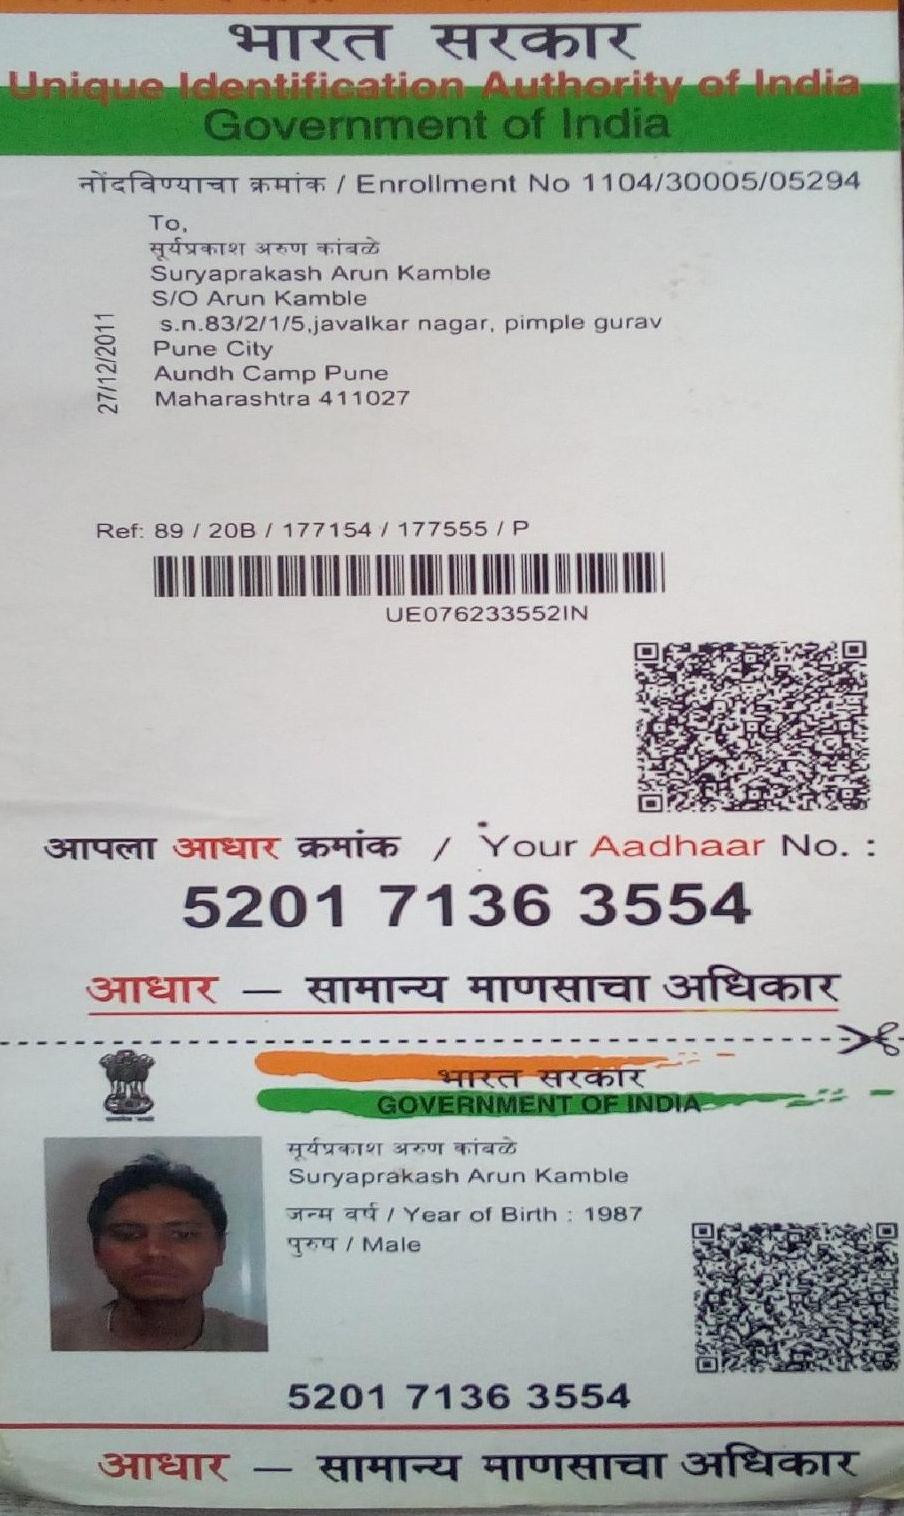 भारत सरकार
Unique Identification Authority of India
Government of India
नोंदविण्याचा क्रमांक / Enrollment No 1104/30005/05294
To,
सूर्यप्रकाश अरुण कांबळे
Suryaprakash Arun Kamble
S/O Arun Kamble
s.n.83/2/1/5,javalkar nagar, pimple gurav
Pune City
Aundh Camp Pune
Maharashtra 411027
27/12/2011
Ref: 89 / 20B / 177154 / 177555 / P
UE076233552IN
आपला आधार क्रमांक / Your Aadhaar No. :
5201 7136 3554
आधार — सामान्य माणसाचा अधिकार
भारत सरकार
GOVERNMENT OF INDIA
सूर्यप्रकाश अरुण कांबळे
Suryaprakash Arun Kamble
जन्म वर्ष / Year of Birth : 1987
पुरुष / Male
5201 7136 3554
आधार — सामान्य माणसाचा अधिकार